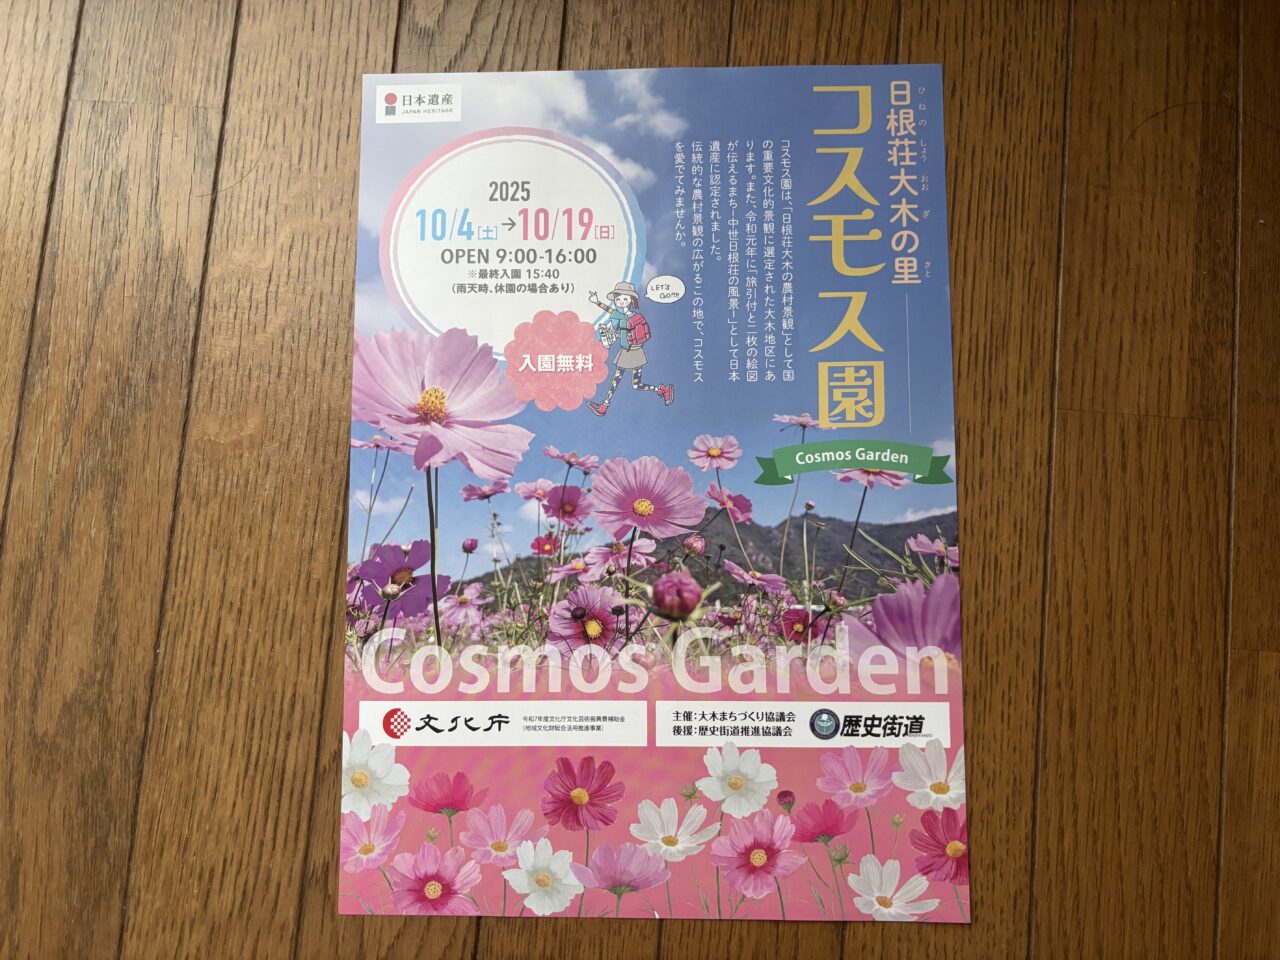 日本遺産
JAPAN HERITAGE
日根荘大木の里
ひねのしょうおおぎさと
コスモス園
Cosmos Garden
コスモス園は、「日根荘大木の農村景観」として国
の重要文化的景観に選定された大木地区にあ
ります。また、令和元年に「旅引付と二枚の絵図
が伝えるまち－中世日根荘の風景－」として日本
遺産に認定されました。
伝統的な農村景観の広がるこの地で、コスモス
を愛でてみませんか。
2025
10/4[土]→10/19[日]
OPEN 9:00-16:00
※最終入園 15:40
(雨天時、休園の場合あり)
LET'S GO!!!
入園無料
Cosmos Garden
文化庁
令和7年度文化庁文化芸術振興費補助金
(地域文化財総合活用推進事業)
主催：大木まちづくり協議会
後援：歴史街道推進協議会
歴史街道